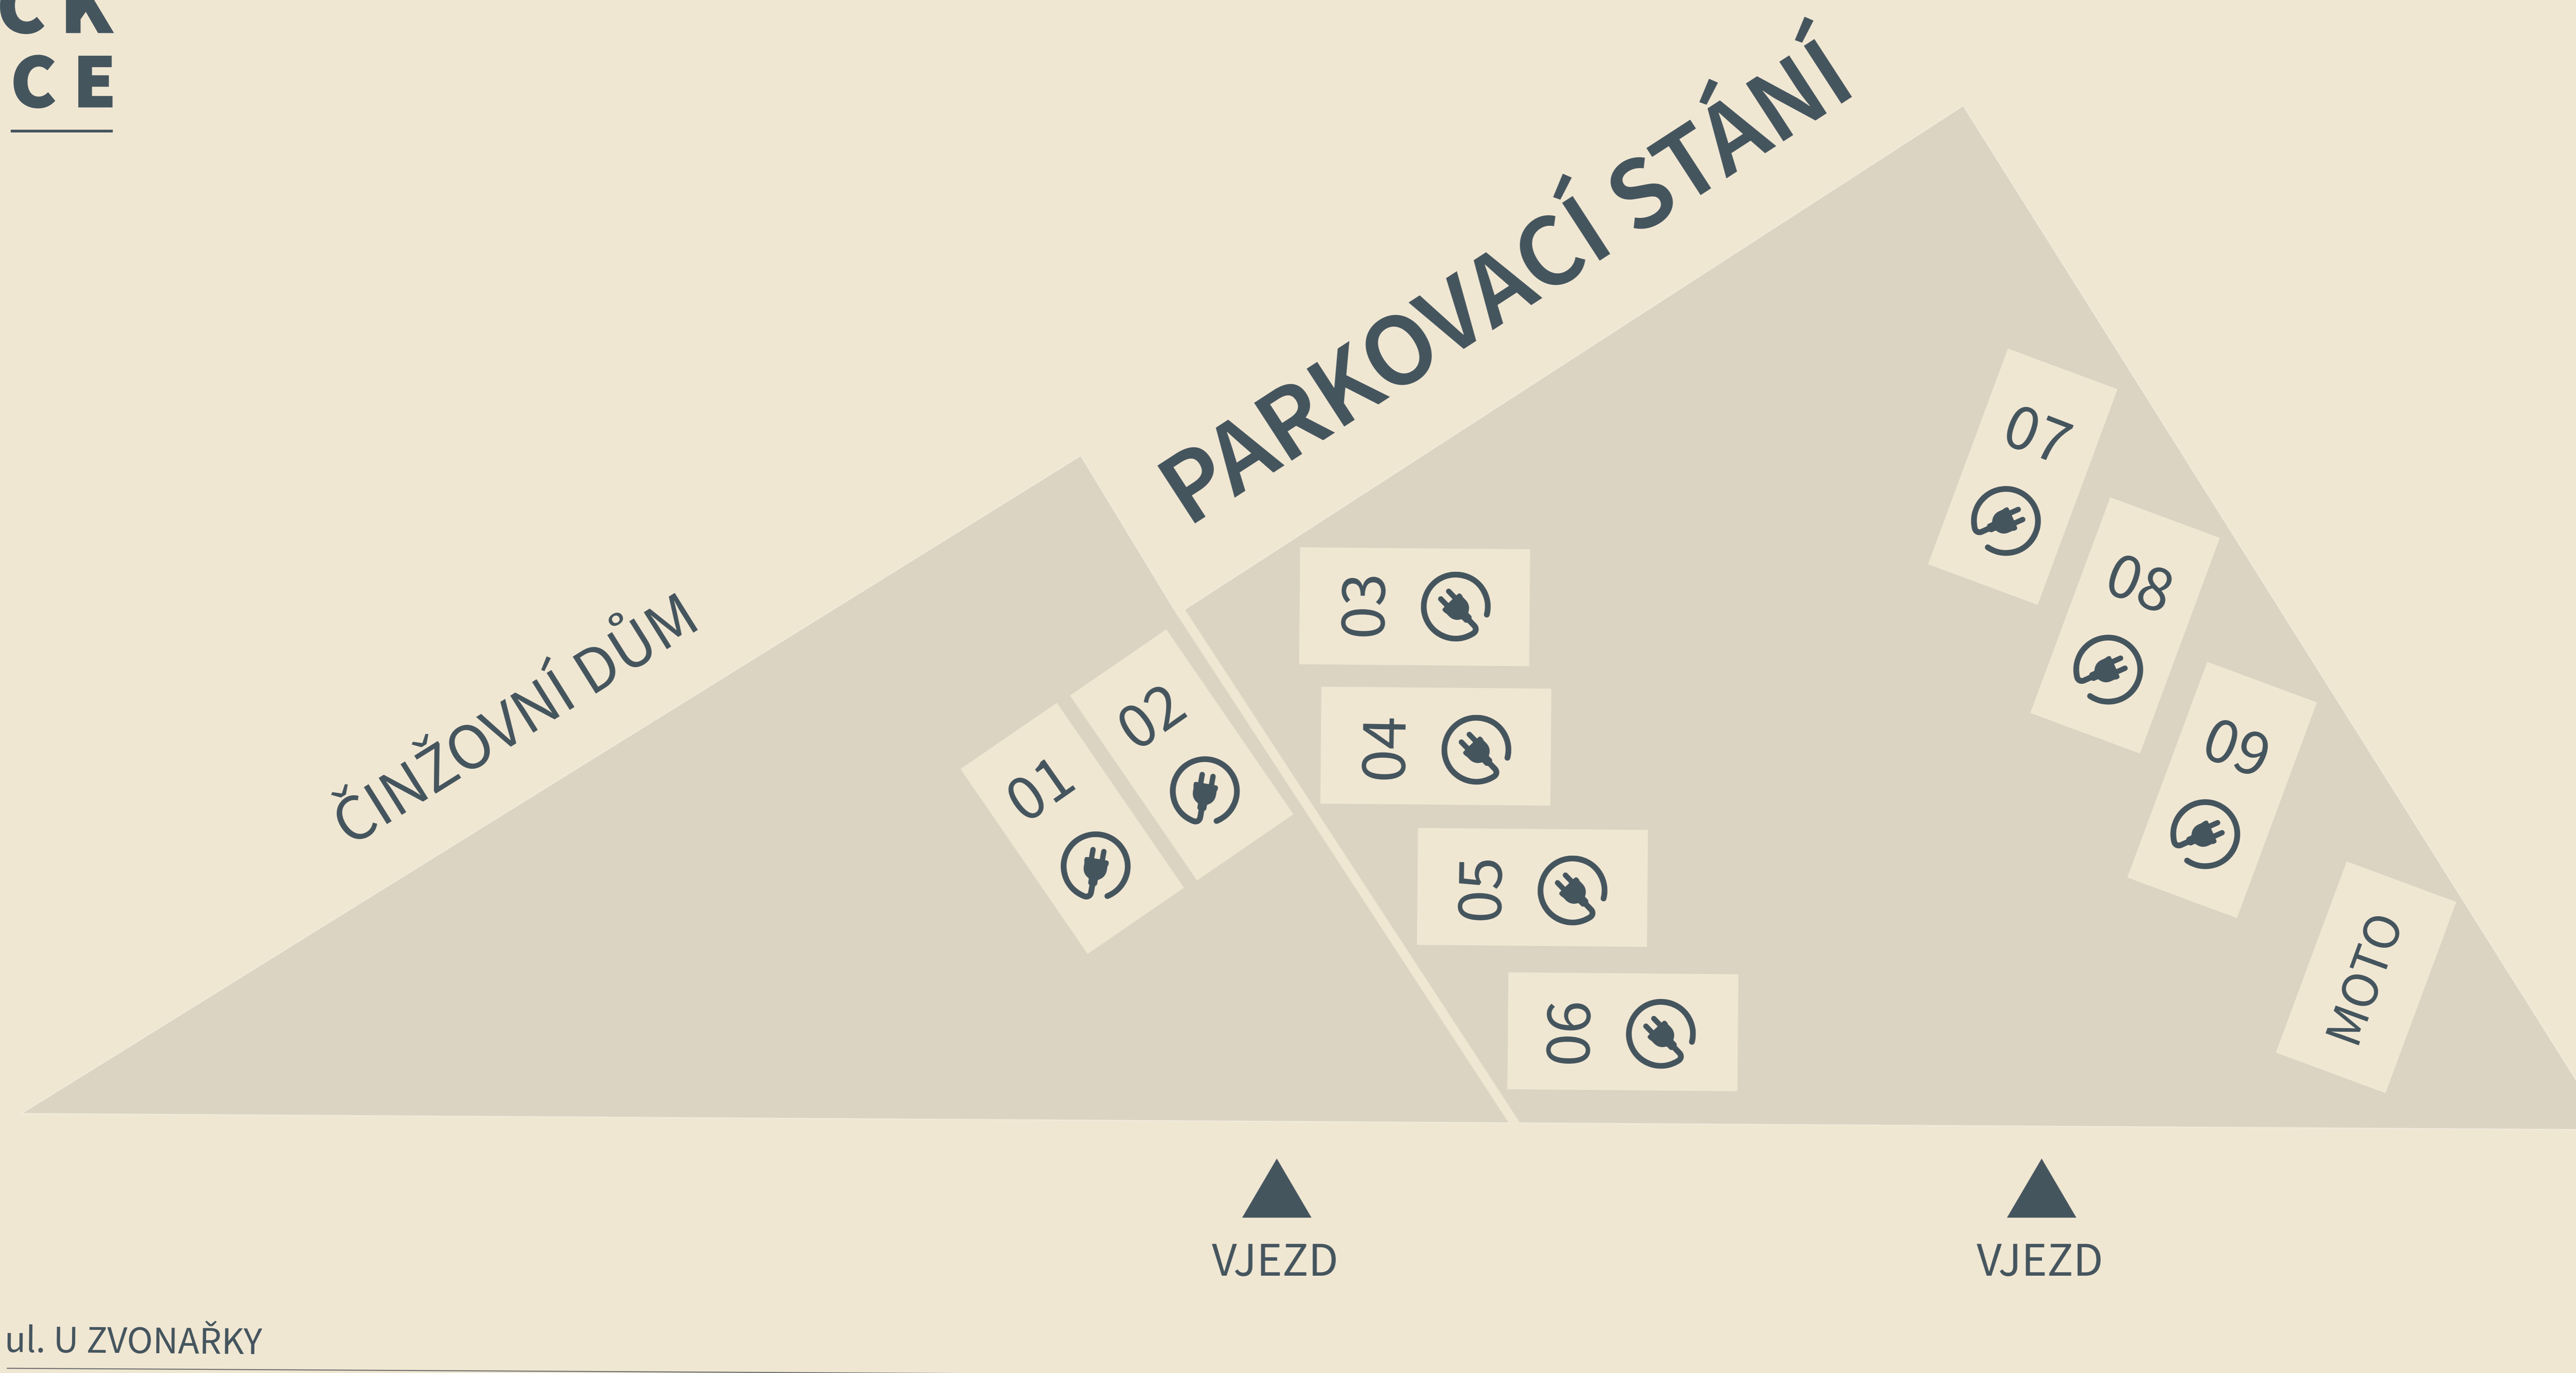 CE
PARKOVACÍ STÁNÍ
ČINŽOVNÍ DŮM
01
02
03
04
05
06
07
08
09
MOTO
VJEZD
VJEZD
ul. U ZVONAŘKY